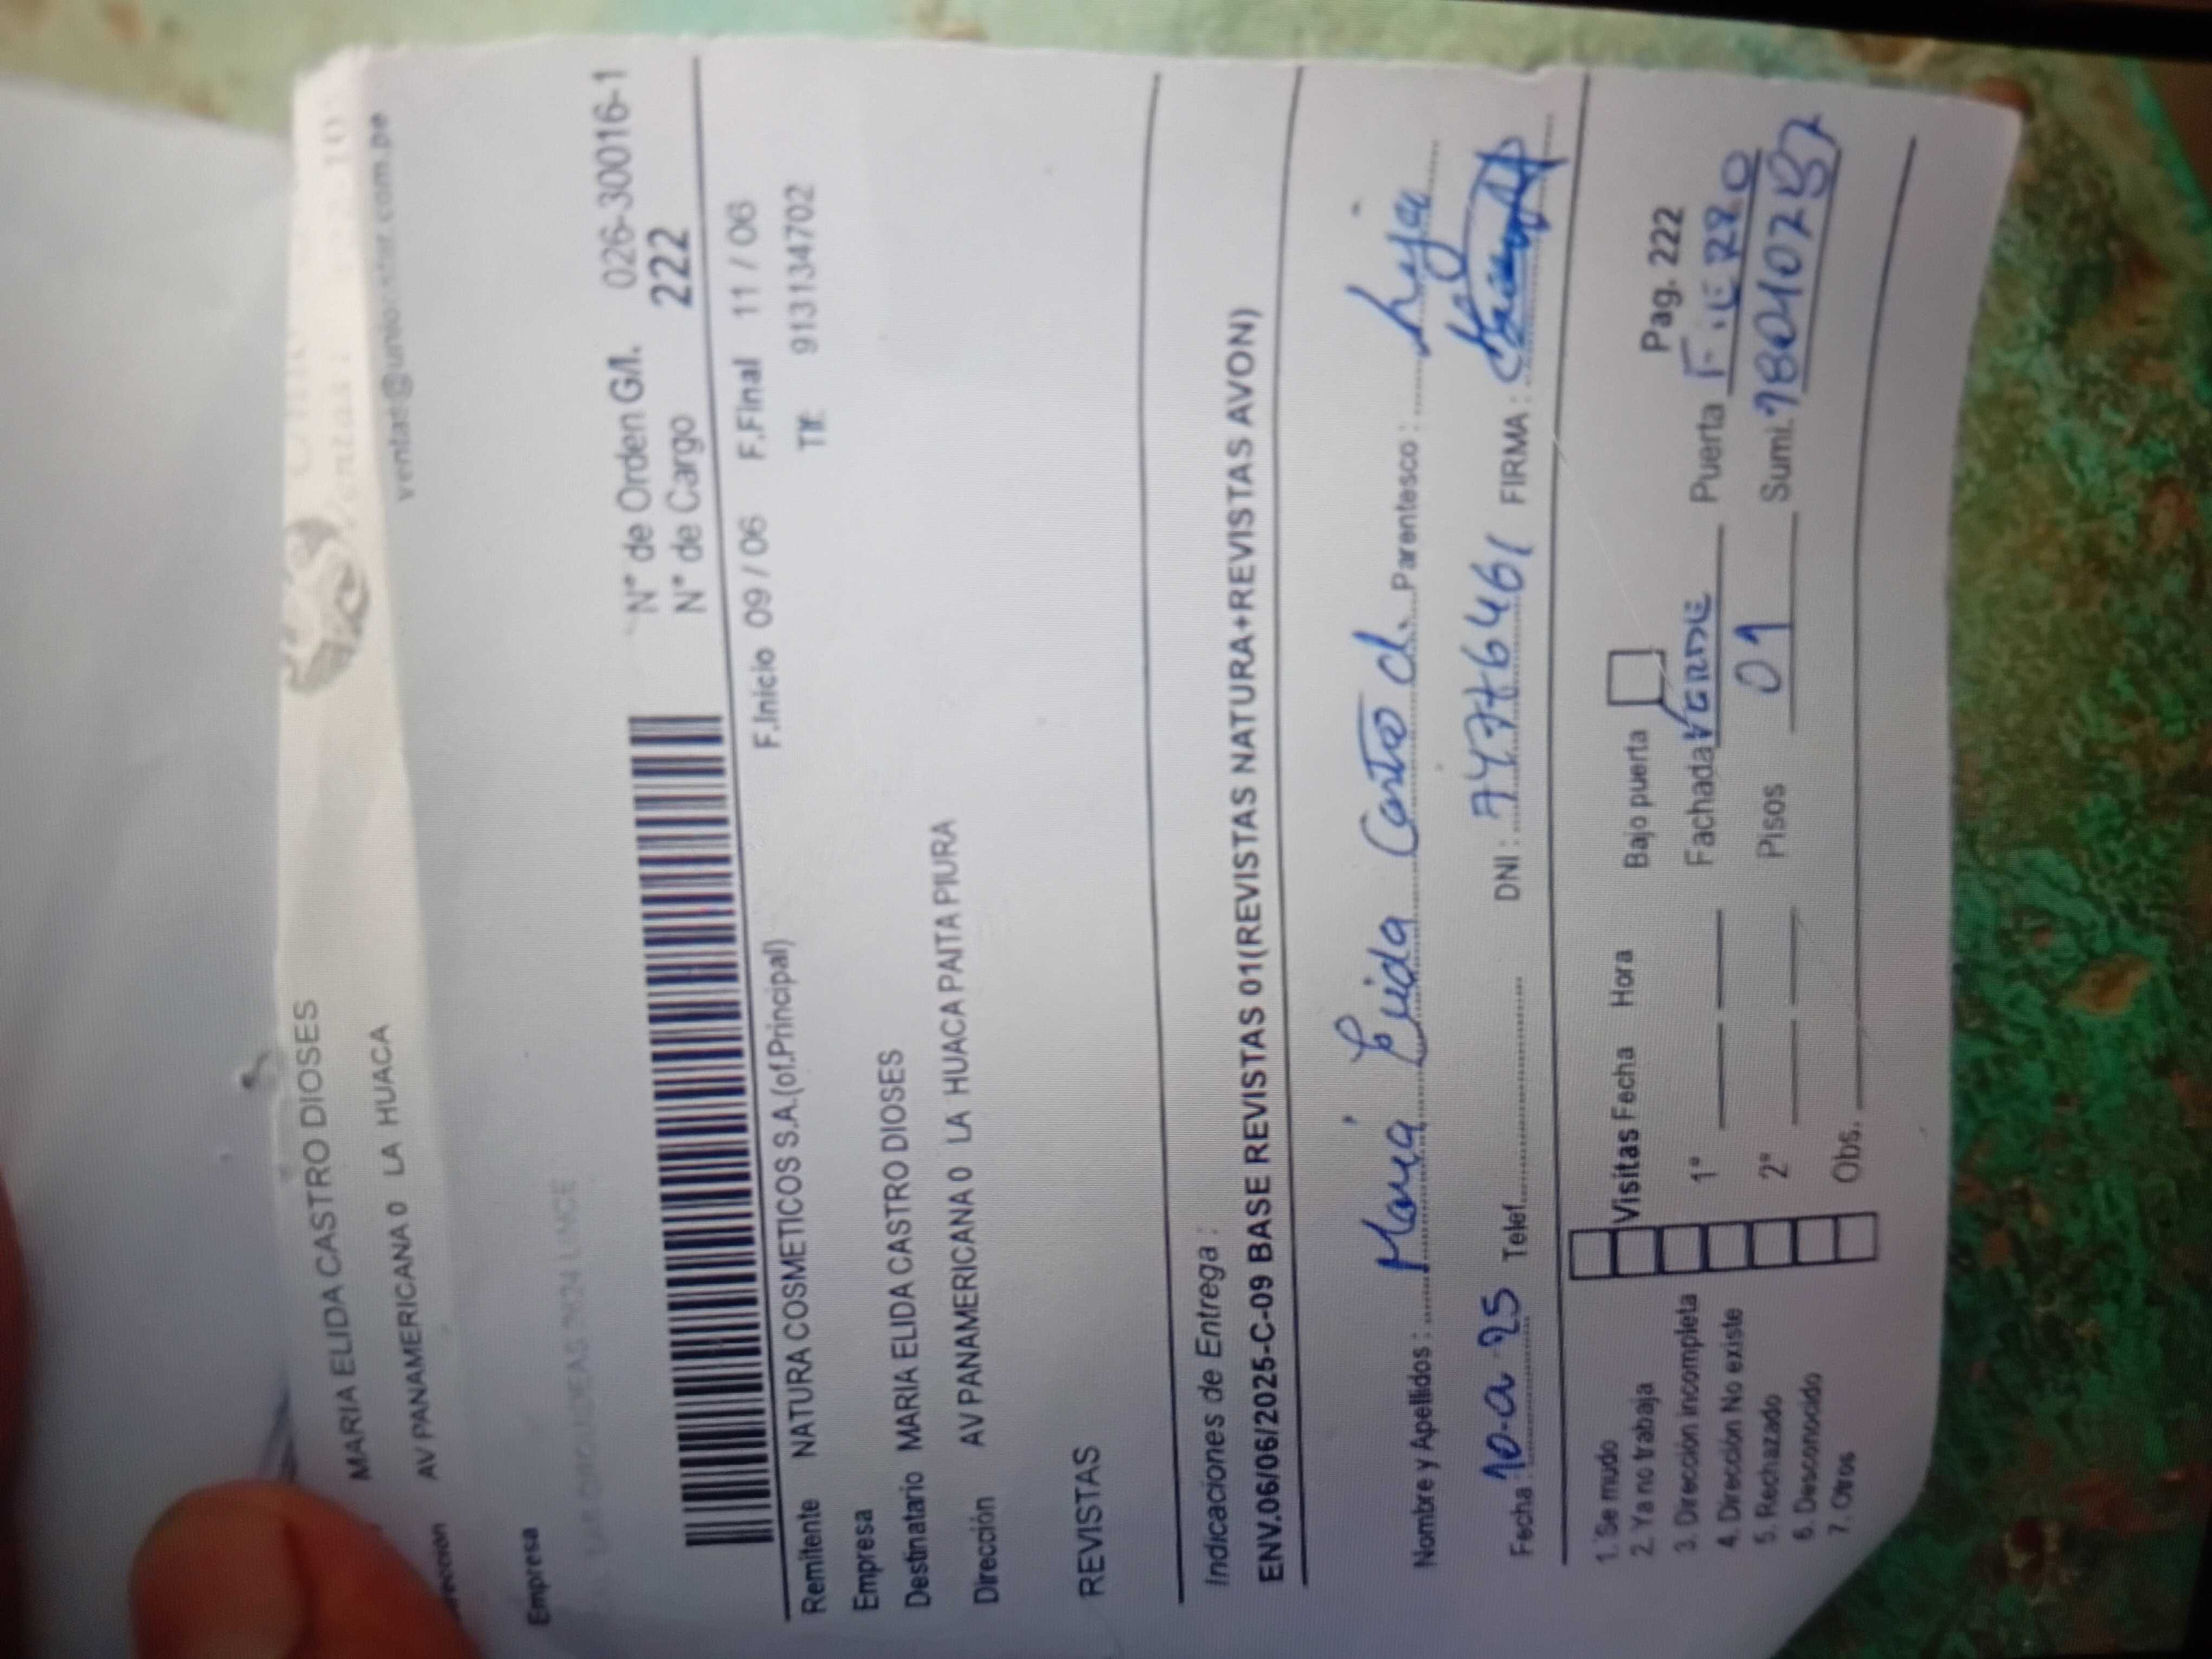 MARIA ELIDA CASTRO DIOSES
AV PANAMERICANA 0 LA HUACA
Empresa
N° de Orden G/I. 026-300016-1
N° de Cargo 222
F.Inicio 09 / 06 F.Final 11 / 06
Remitente NATURA COSMETICOS S.A.(of.Principal) Tlf: 913134702
Empresa
Destinatario MARIA ELIDA CASTRO DIOSES
Dirección AV PANAMERICANA 0 LA HUACA PAITA PIURA
REVISTAS
Indicaciones de Entrega :
ENV.06/06/2025-C-09 BASE REVISTAS 01(REVISTAS NATURA+REVISTAS AVON)
Nombre y Apellidos : María Elida Castro d. Parentesco :
Fecha : 10-a-25 Telef. DNI : FIRMA :
1. Se mudo
2. Ya no trabaja
3. Dirección incompleta
4. Dirección No existe
5. Rechazado
6. Desconocido
7. Otros
Visitas Fecha Hora Bajo puerta Pag. 222
1° Fachada VERDE Puerta FIERRO
2° Pisos 01 Sumi.
Obs.